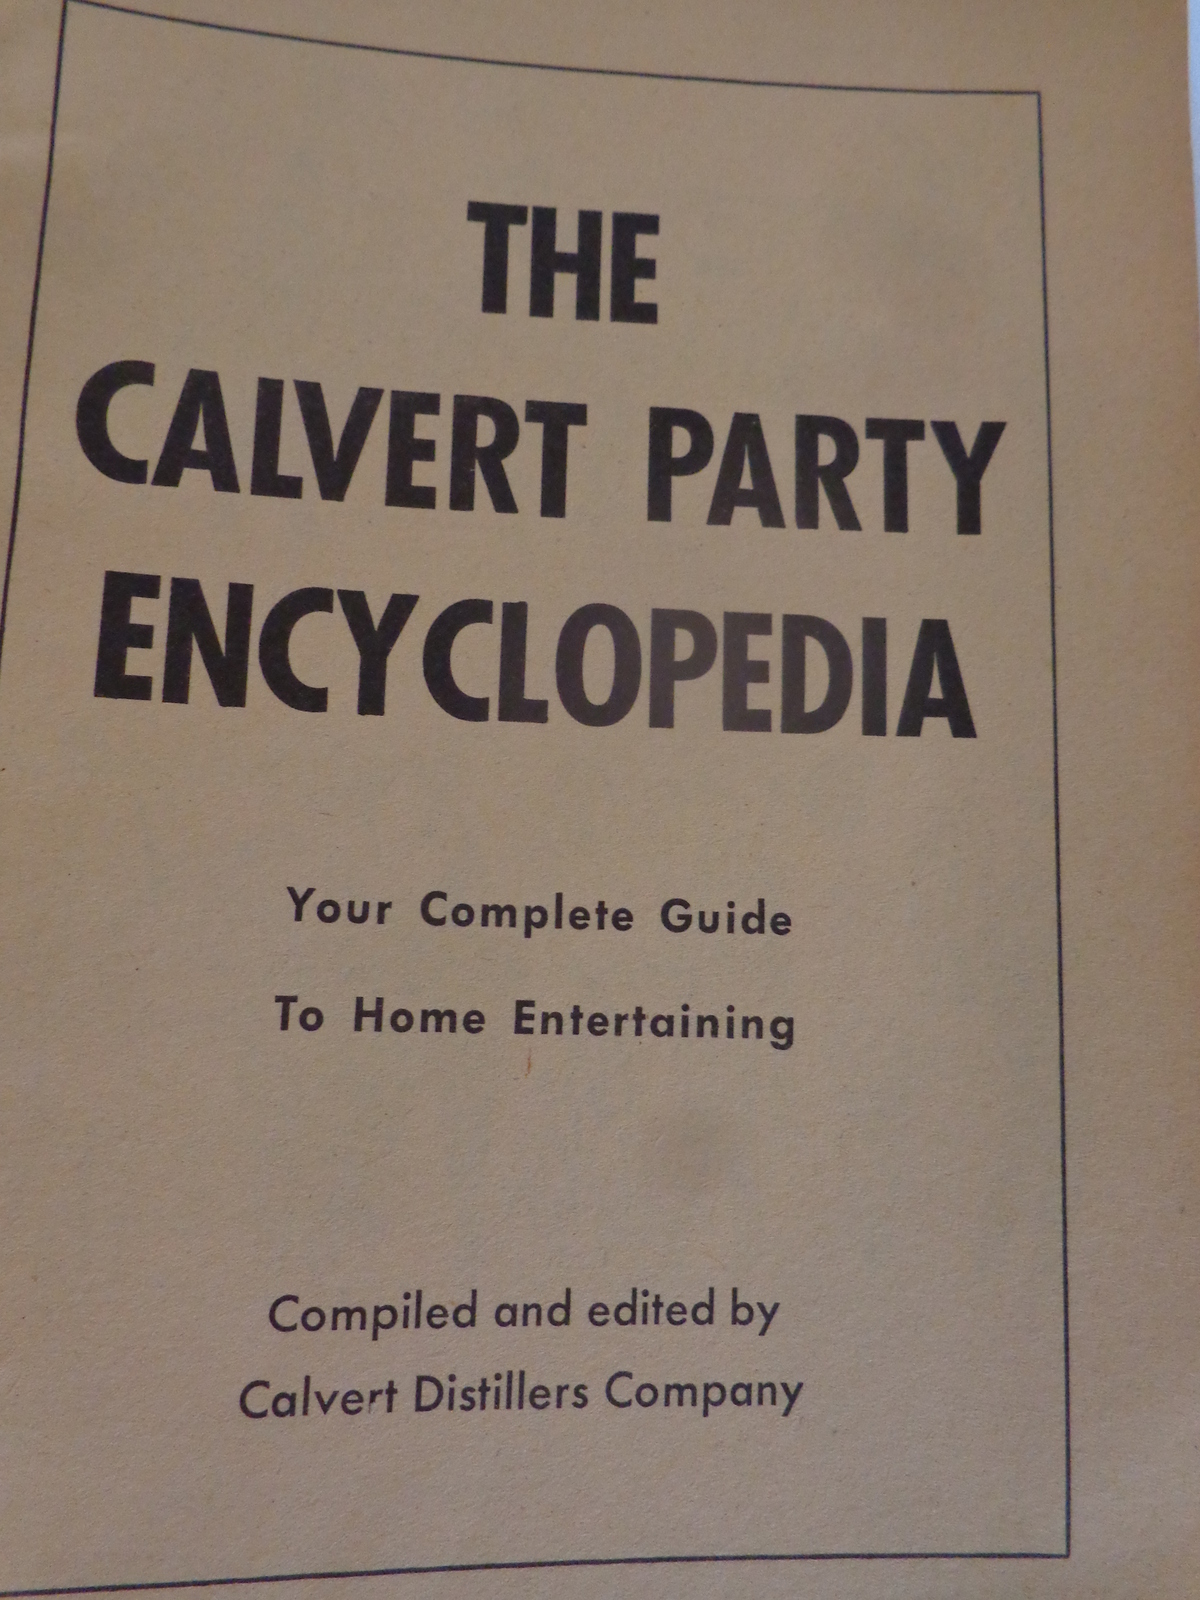 THE
CALVERT PARTY
ENCYCLOPEDIA
Your Complete Guide
To Home Entertaining
Compiled and edited by
Calvert Distillers Company